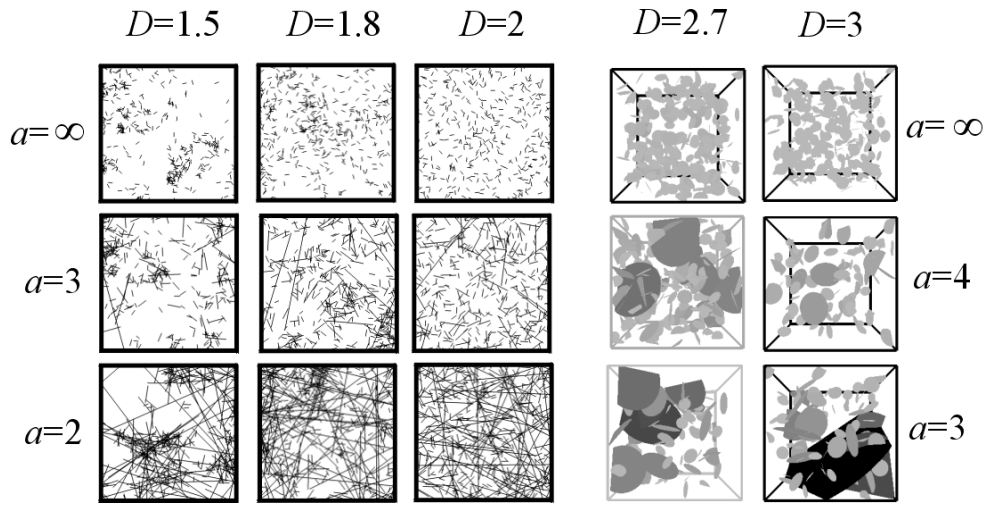 D=1.5 D=1.8 D=2 D=2.7 D=3
a=∞ a=∞
a=3 a=4
a=2 a=3